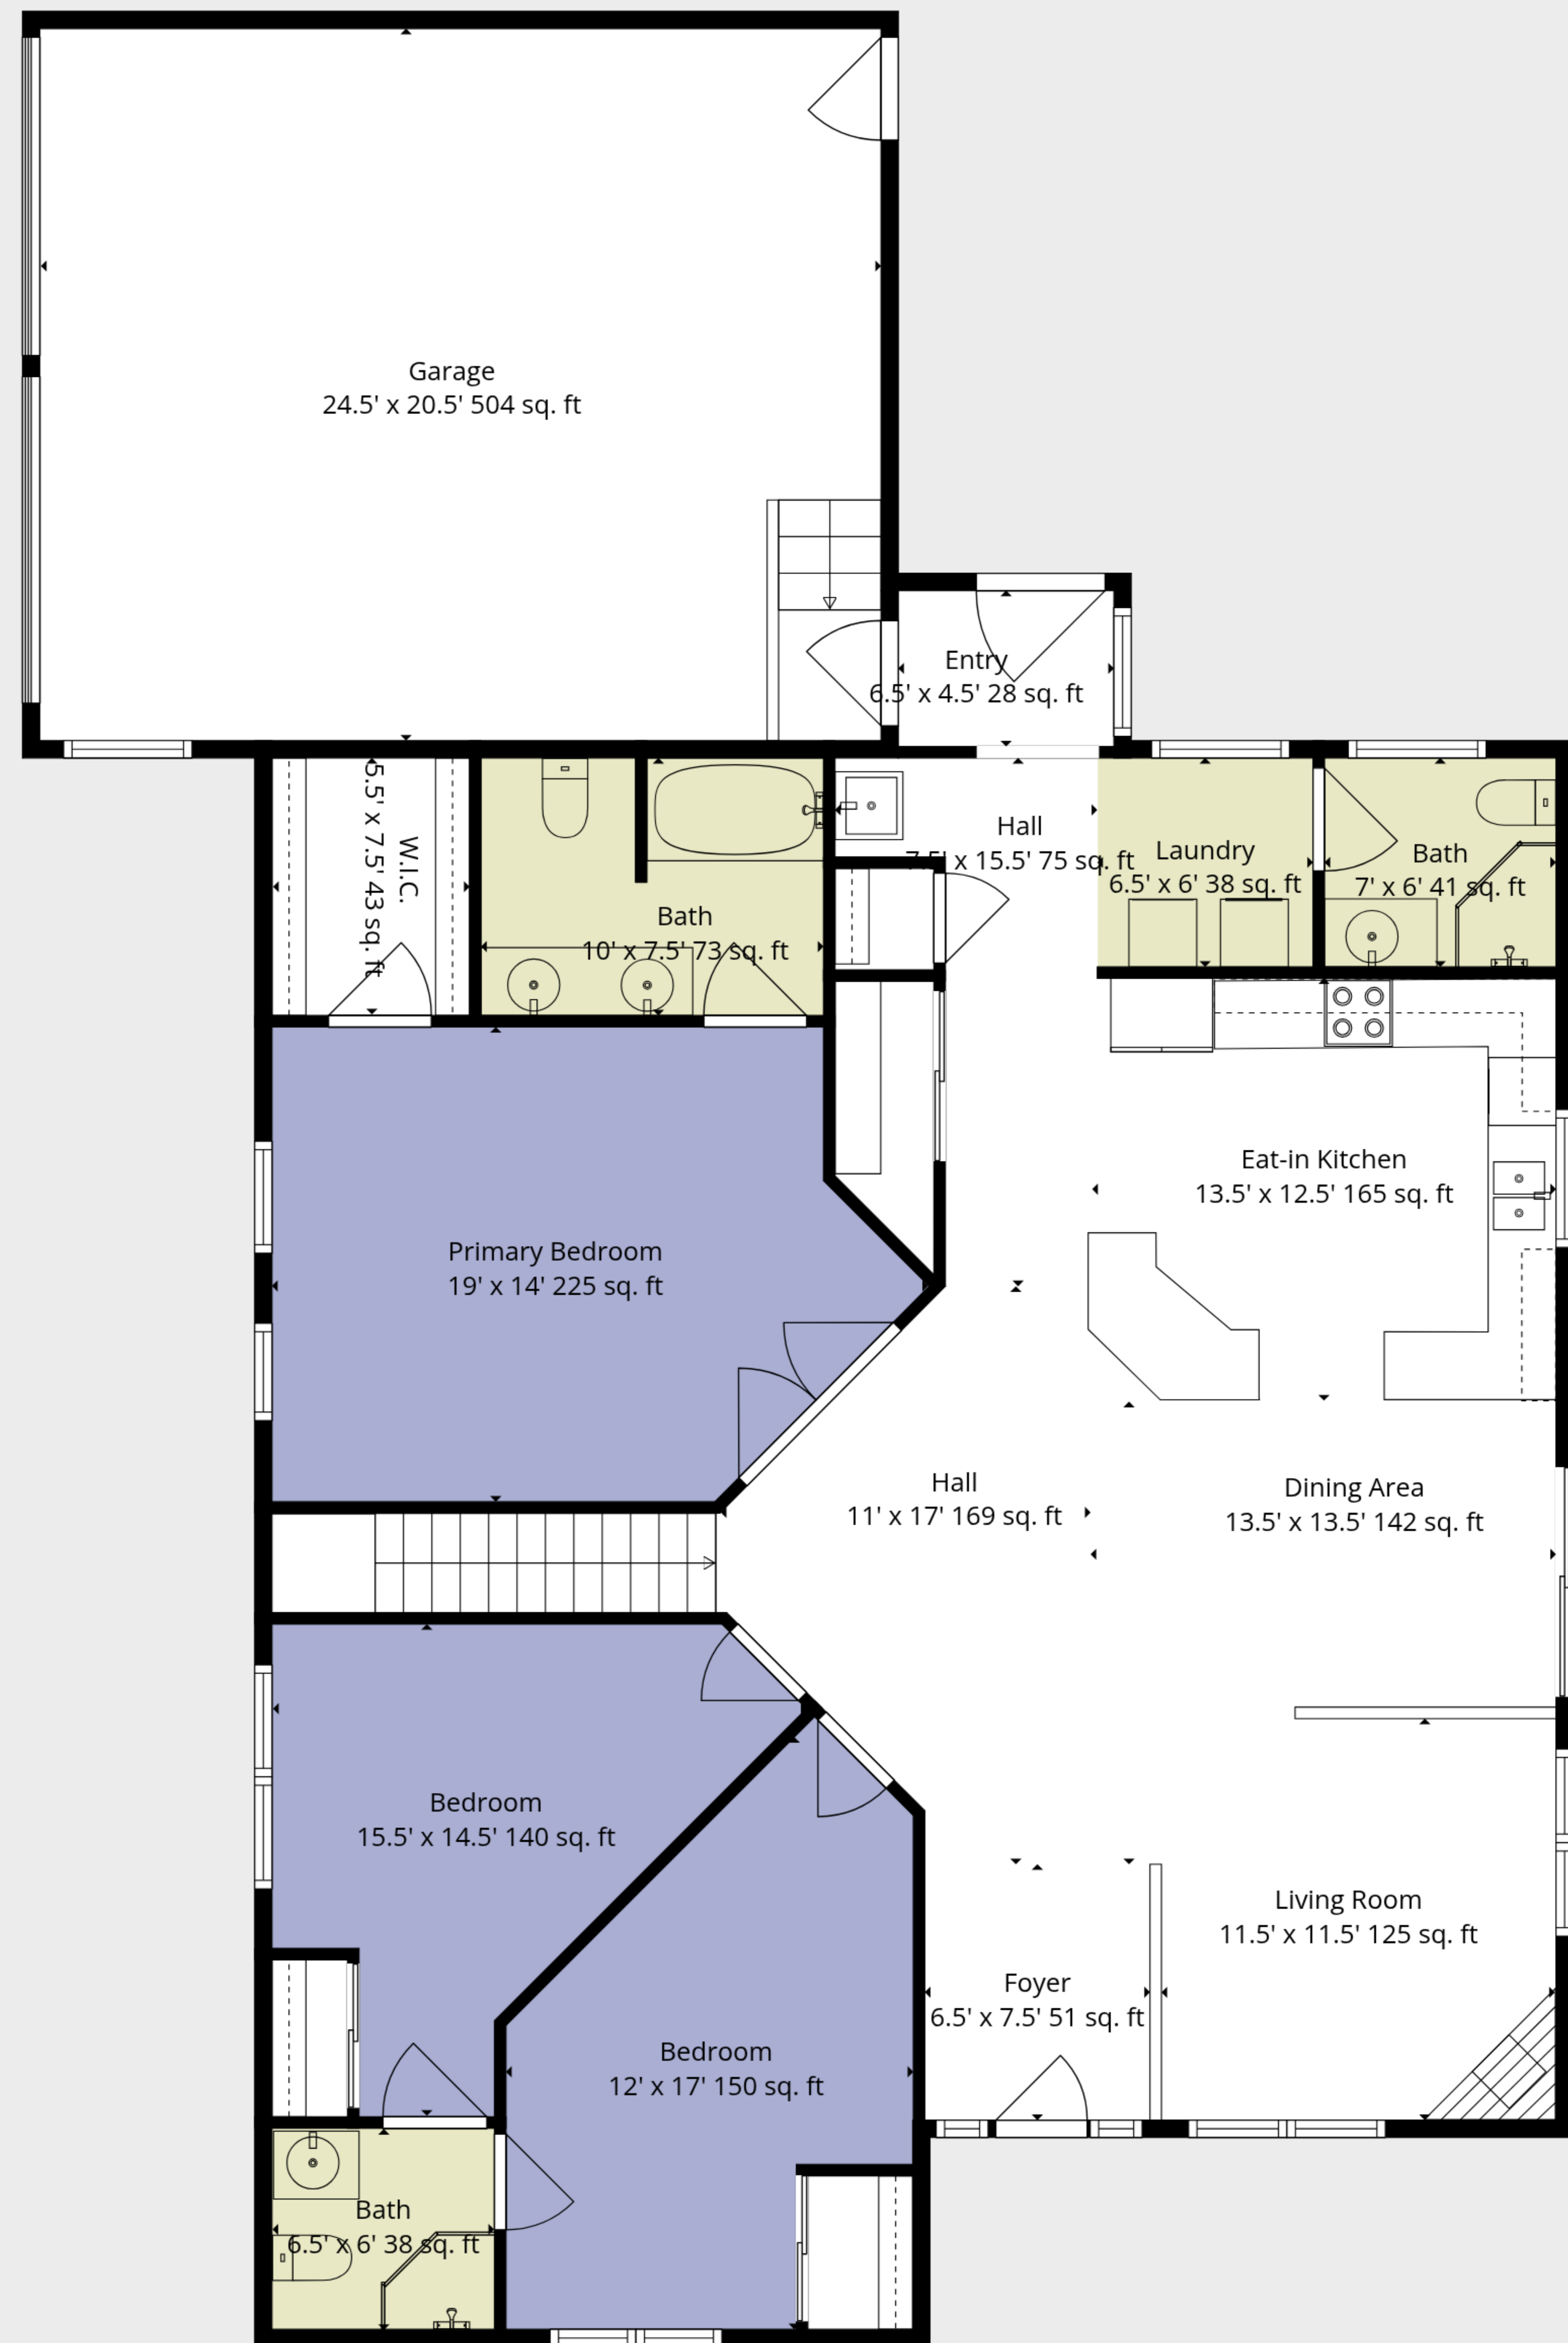 Garage
24.5' x 20.5' 504 sq. ft
Entry
6.5' x 4.5' 28 sq. ft
W.I.C.
5.5' x 7.5' 43 sq. ft
Bath
10' x 7.5' 73 sq. ft
Hall
7.5' x 15.5' 75 sq. ft
Laundry
6.5' x 6' 38 sq. ft
Bath
7' x 6' 41 sq. ft
Eat-in Kitchen
13.5' x 12.5' 165 sq. ft
Primary Bedroom
19' x 14' 225 sq. ft
Hall
11' x 17' 169 sq. ft
Dining Area
13.5' x 13.5' 142 sq. ft
Bedroom
15.5' x 14.5' 140 sq. ft
Living Room
11.5' x 11.5' 125 sq. ft
Foyer
6.5' x 7.5' 51 sq. ft
Bedroom
12' x 17' 150 sq. ft
Bath
6.5' x 6' 38 sq. ft